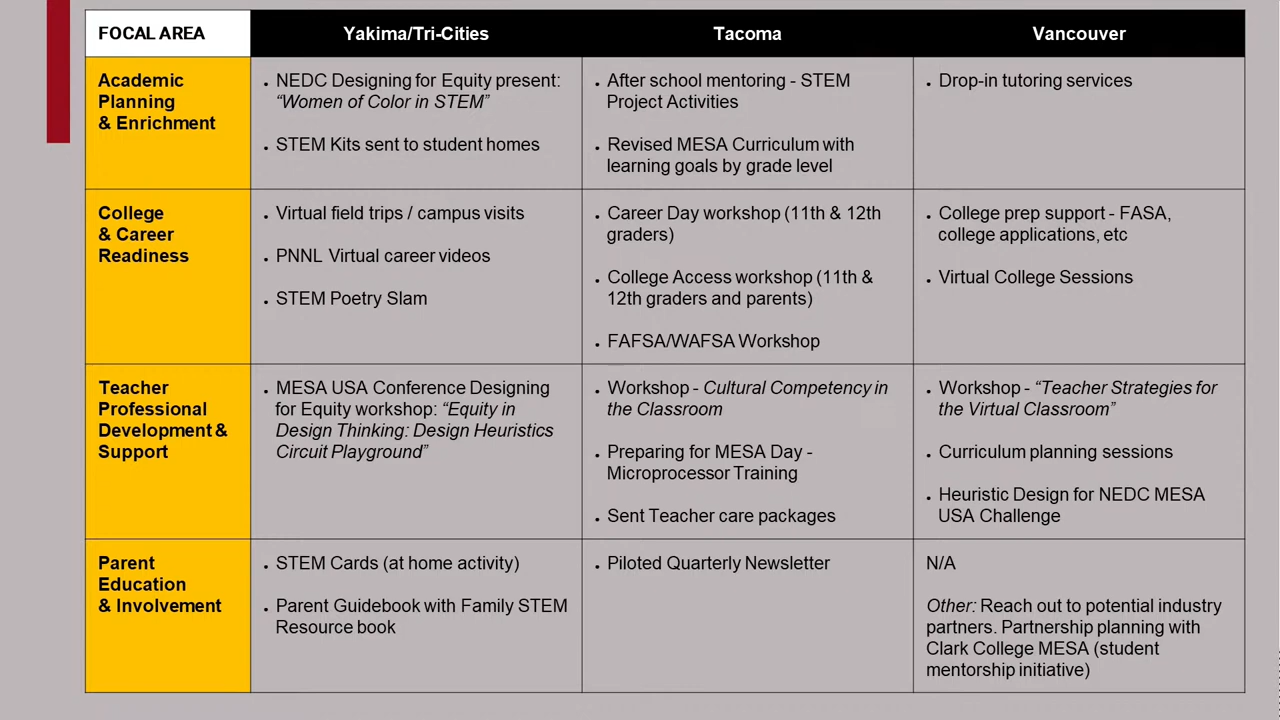 FOCAL AREA
Yakima/Tri-Cities
Tacoma
Vancouver
Academic
Planning
& Enrichment
• NEDC Designing for Equity present:
“Women of Color in STEM”
• STEM Kits sent to student homes
• After school mentoring - STEM
Project Activities
• Revised MESA Curriculum with
learning goals by grade level
• Drop-in tutoring services
College
& Career
Readiness
• Virtual field trips / campus visits
• PNNL Virtual career videos
• STEM Poetry Slam
• Career Day workshop (11th & 12th
graders)
• College Access workshop (11th &
12th graders and parents)
• FAFSA/WAFSA Workshop
• College prep support - FASA,
college applications, etc
• Virtual College Sessions
Teacher
Professional
Development &
Support
• MESA USA Conference Designing
for Equity workshop: “Equity in
Design Thinking: Design Heuristics
Circuit Playground”
• Workshop - Cultural Competency in
the Classroom
• Preparing for MESA Day -
Microprocessor Training
• Sent Teacher care packages
• Workshop - “Teacher Strategies for
the Virtual Classroom”
• Curriculum planning sessions
• Heuristic Design for NEDC MESA
USA Challenge
Parent
Education
& Involvement
• STEM Cards (at home activity)
• Parent Guidebook with Family STEM
Resource book
• Piloted Quarterly Newsletter
N/A
Other: Reach out to potential industry
partners. Partnership planning with
Clark College MESA (student
mentorship initiative)